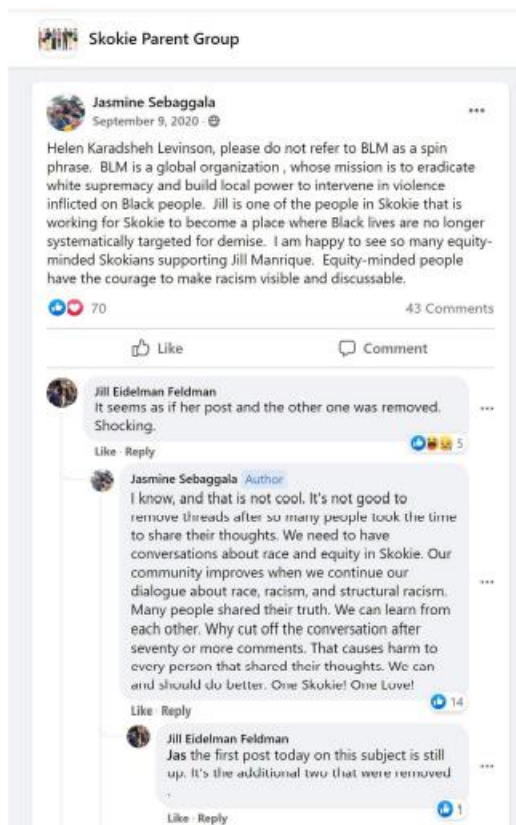 Skokie Parent Group
Jasmine Sebaggala
September 9, 2020 ·
Helen Karadsheh Levinson, please do not refer to BLM as a spin
phrase. BLM is a global organization , whose mission is to eradicate
white supremacy and build local power to intervene in violence
inflicted on Black people. Jill is one of the people in Skokie that is
working for Skokie to become a place where Black lives are no longer
systematically targeted for demise. I am happy to see so many equity-
minded Skokians supporting Jill Manrique. Equity-minded people
have the courage to make racism visible and discussable.
70
43 Comments
Like
Comment
Jill Eidelman Feldman
It seems as if her post and the other one was removed.
Shocking.
5
Like · Reply
Jasmine Sebaggala Author
I know, and that is not cool. It's not good to
remove threads after so many people took the time
to share their thoughts. We need to have
conversations about race and equity in Skokie. Our
community improves when we continue our
dialogue about race, racism, and structural racism.
Many people shared their truth. We can learn from
each other. Why cut off the conversation after
seventy or more comments. That causes harm to
every person that shared their thoughts. We can
and should do better. One Skokie! One Love!
14
Like · Reply
Jill Eidelman Feldman
Jas the first post today on this subject is still
up. It's the additional two that were removed
.
1
Like · Reply